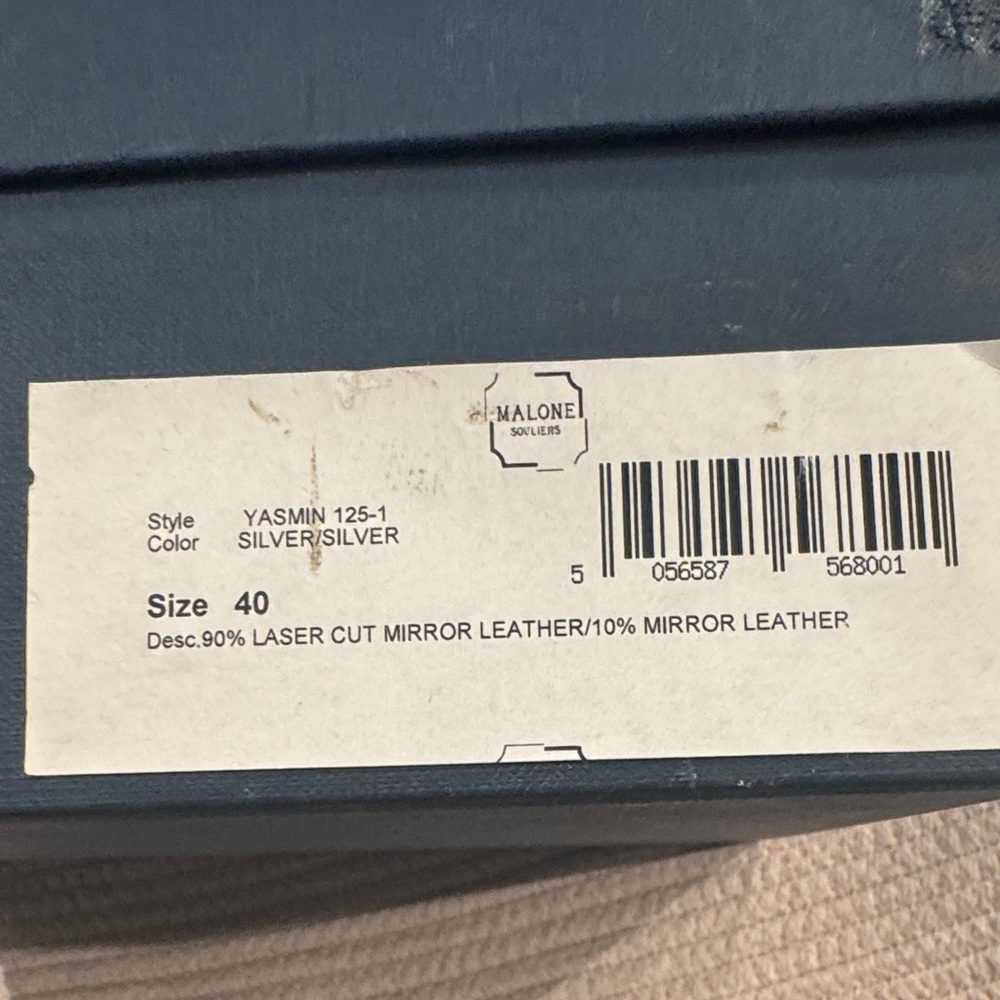 MALONE
SOULIERS
Style YASMIN 125-1
Color SILVER/SILVER
5 056587 568001
Size 40
Desc.90% LASER CUT MIRROR LEATHER/10% MIRROR LEATHER